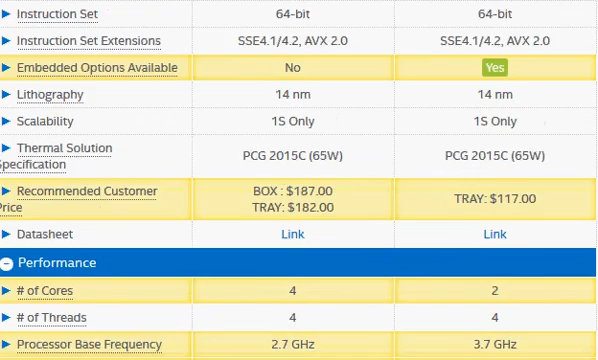 Instruction Set 64-bit 64-bit
Instruction Set Extensions SSE4.1/4.2, AVX 2.0 SSE4.1/4.2, AVX 2.0
Embedded Options Available No Yes
Lithography 14 nm 14 nm
Scalability 1S Only 1S Only
Thermal Solution
Specification PCG 2015C (65W) PCG 2015C (65W)
Recommended Customer BOX : $187.00
Price TRAY: $182.00 TRAY: $117.00
Datasheet Link Link
Performance
# of Cores 4 2
# of Threads 4 4
Processor Base Frequency 2.7 GHz 3.7 GHz